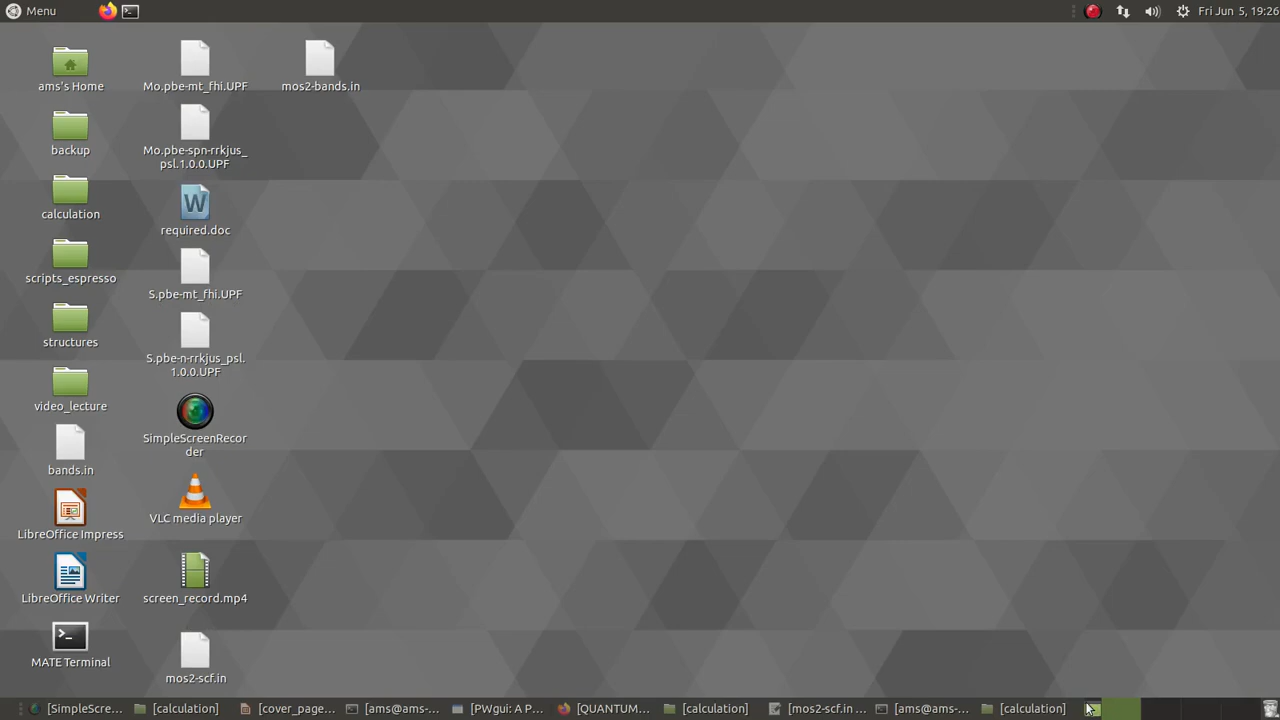 Menu
Fri Jun 5, 19:26
ams's Home
Mo.pbe-mt_fhi.UPF
mos2-bands.in
backup
Mo.pbe-spn-rrkjus_
psl.1.0.0.UPF
calculation
required.doc
scripts_espresso
S.pbe-mt_fhi.UPF
structures
S.pbe-n-rrkjus_psl.
1.0.0.UPF
video_lecture
SimpleScreenRecor
der
bands.in
LibreOffice Impress
VLC media player
LibreOffice Writer
screen_record.mp4
MATE Terminal
mos2-scf.in
[SimpleScre...
[calculation]
[cover_page...
[ams@ams-...
[PWgui: A P...
[QUANTUM...
[calculation]
[mos2-scf.in ...
[ams@ams-...
[calculation]